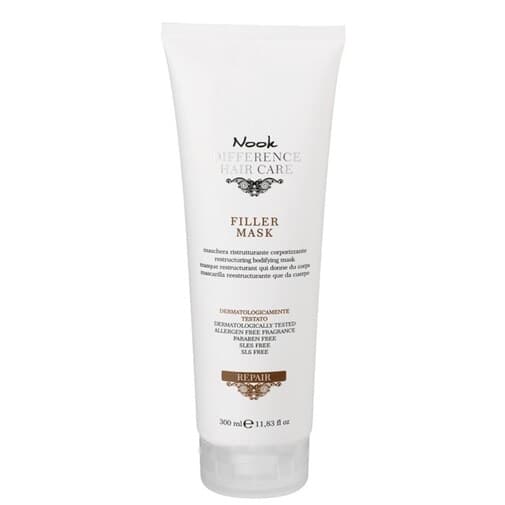 Nook
DIFFERENCE
HAIR CARE
FILLER
MASK
maschera ristrutturante corporizzante
restructuring bodifying mask
masque restructurant qui donne du corps
mascarilla reestructurante que da cuerpo
DERMATOLOGICAMENTE
TESTATO
DERMATOLOGICALLY TESTED
ALLERGEN FREE FRAGRANCE
PARABEN FREE
SLES FREE
SLS FREE
REPAIR
300 ml ℮ 11,83 fl oz